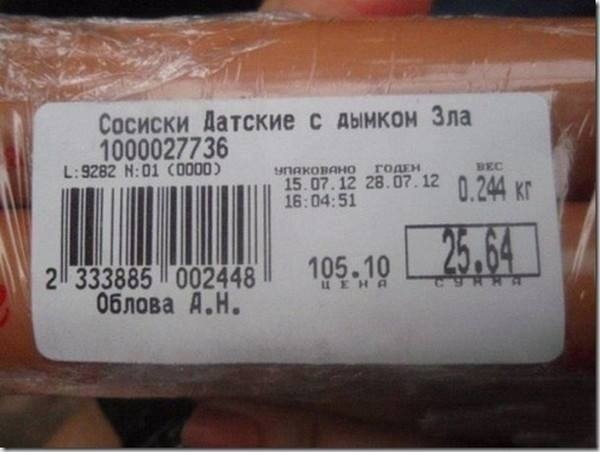 Сосиски Датские с дымком Зла
1000027736
L:9282 N:01 (0000)
УПАКОВАНО ГОДЕН ВЕС
15.07.12 28.07.12 0.244 кг
16:04:51
105.10 25.64
ЦЕНА СУММА
2 333885 002448
Облова А.Н.